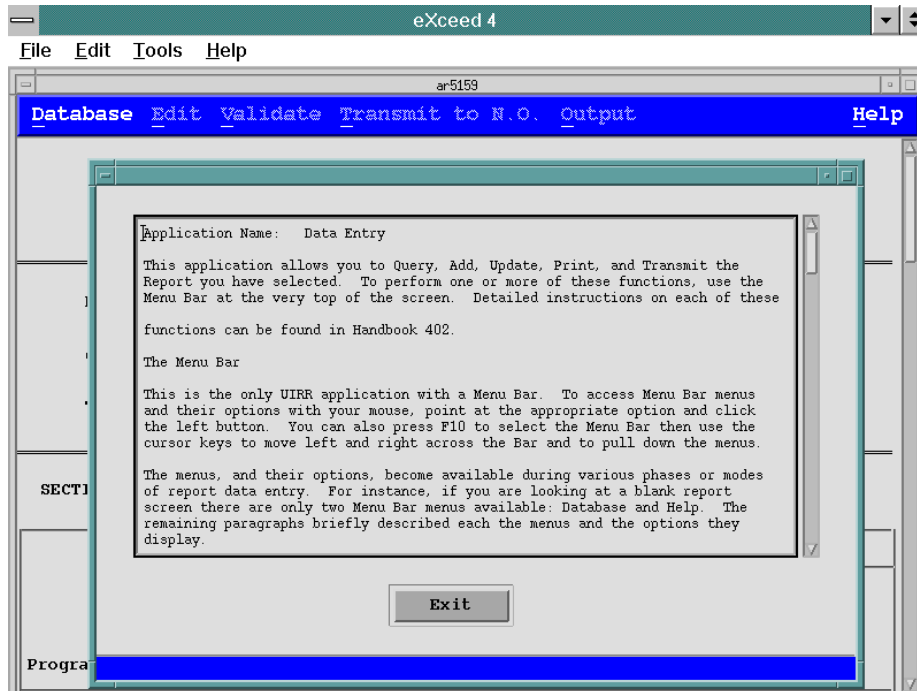 eXceed 4
File Edit Tools Help
ar5159
Database Edit Validate Transmit to N.O. Output Help
Application Name: Data Entry
This application allows you to Query, Add, Update, Print, and Transmit the
Report you have selected. To perform one or more of these functions, use the
Menu Bar at the very top of the screen. Detailed instructions on each of these
functions can be found in Handbook 402.
The Menu Bar
This is the only UIRR application with a Menu Bar. To access Menu Bar menus
and their options with your mouse, point at the appropriate option and click
the left button. You can also press F10 to select the Menu Bar then use the
cursor keys to move left and right across the Bar and to pull down the menus.
The menus, and their options, become available during various phases or modes
of report data entry. For instance, if you are looking at a blank report
screen there are only two Menu Bar menus available: Database and Help. The
remaining paragraphs briefly described each the menus and the options they
display.
SECTI
Exit
Progra